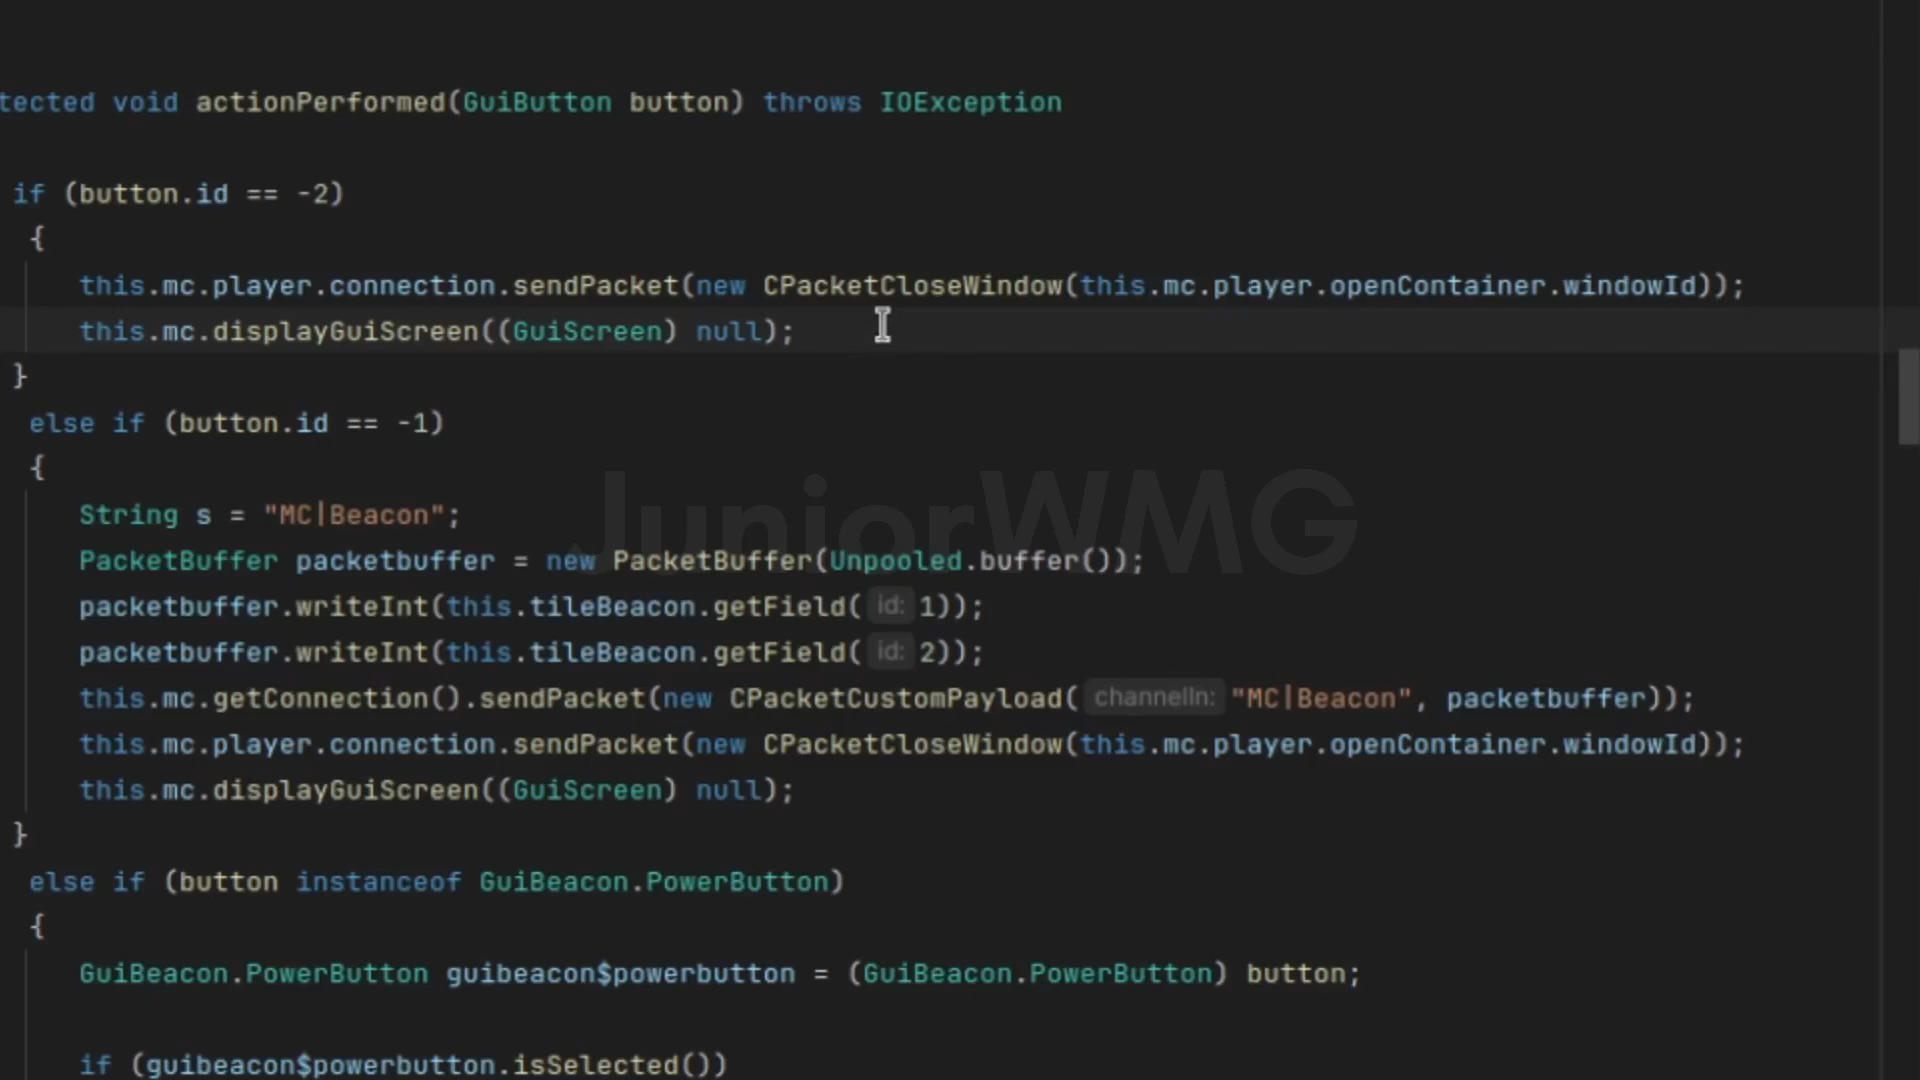 tected void actionPerformed(GuiButton button) throws IOException
if (button.id == -2)
{
this.mc.player.connection.sendPacket(new CPacketCloseWindow(this.mc.player.openContainer.windowId));
this.mc.displayGuiScreen((GuiScreen) null);
}
else if (button.id == -1)
{
String s = "MC|Beacon";
PacketBuffer packetbuffer = new PacketBuffer(Unpooled.buffer());
packetbuffer.writeInt(this.tileBeacon.getField( id: 1));
packetbuffer.writeInt(this.tileBeacon.getField( id: 2));
this.mc.getConnection().sendPacket(new CPacketCustomPayload( channelIn: "MC|Beacon", packetbuffer));
this.mc.player.connection.sendPacket(new CPacketCloseWindow(this.mc.player.openContainer.windowId));
this.mc.displayGuiScreen((GuiScreen) null);
}
else if (button instanceof GuiBeacon.PowerButton)
{
GuiBeacon.PowerButton guibeacon$powerbutton = (GuiBeacon.PowerButton) button;
if (guibeacon$powerbutton.isSelected())
JuniorWMG